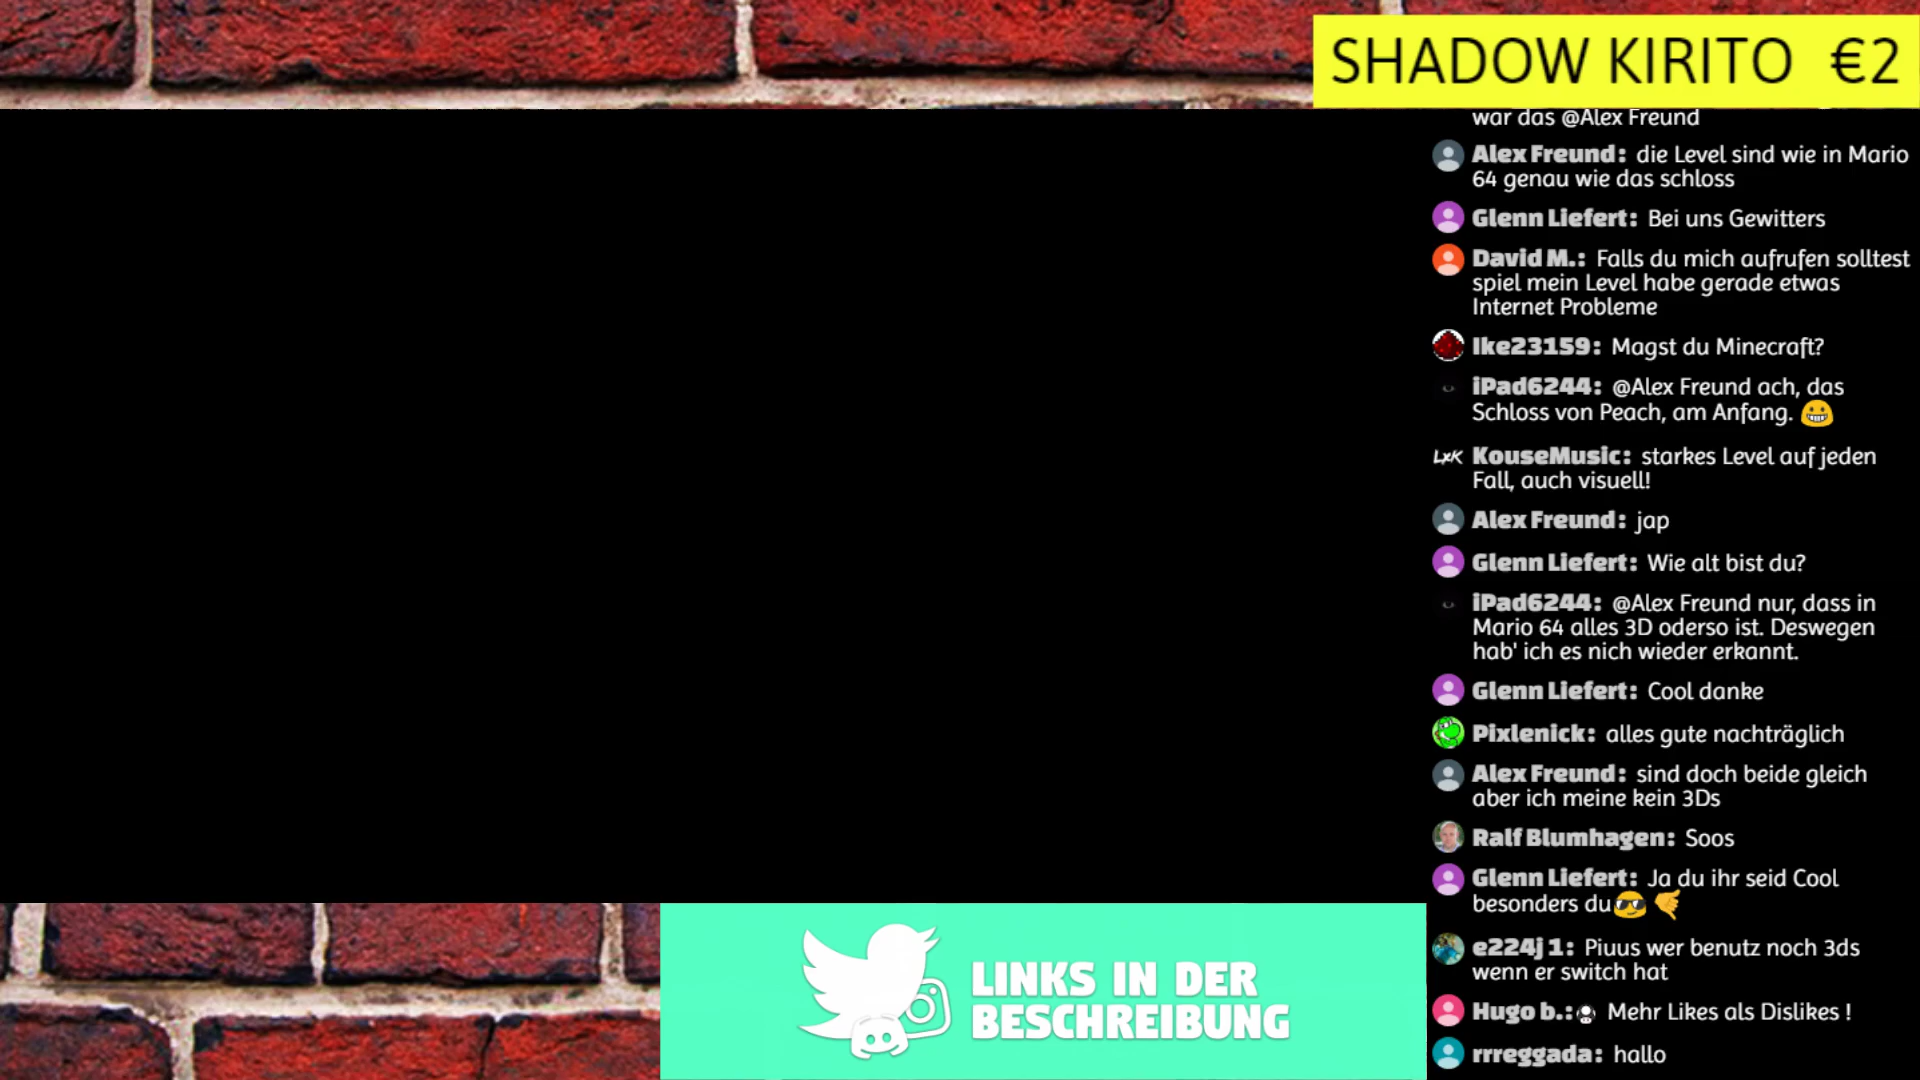 SHADOW KIRITO €2
war das @Alex Freund
Alex Freund: die Level sind wie in Mario
64 genau wie das schloss
Glenn Liefert: Bei uns Gewitters
David M.: Falls du mich aufrufen solltest
spiel mein Level habe gerade etwas
Internet Probleme
Ike23159: Magst du Minecraft?
iPad6244: @Alex Freund ach, das
Schloss von Peach, am Anfang. 😀
LxK KouseMusic: starkes Level auf jeden
Fall, auch visuell!
Alex Freund: jap
Glenn Liefert: Wie alt bist du?
iPad6244: @Alex Freund nur, dass in
Mario 64 alles 3D oderso ist. Deswegen
hab' ich es nich wieder erkannt.
Glenn Liefert: Cool danke
Pixlenick: alles gute nachträglich
Alex Freund: sind doch beide gleich
aber ich meine kein 3Ds
Ralf Blumhagen: Soos
Glenn Liefert: Ja du ihr seid Cool
besonders du😎🤙
e224j 1: Piuus wer benutz noch 3ds
wenn er switch hat
Hugo b.: Mehr Likes als Dislikes !
rrreggada: hallo
LINKS IN DER
BESCHREIBUNG